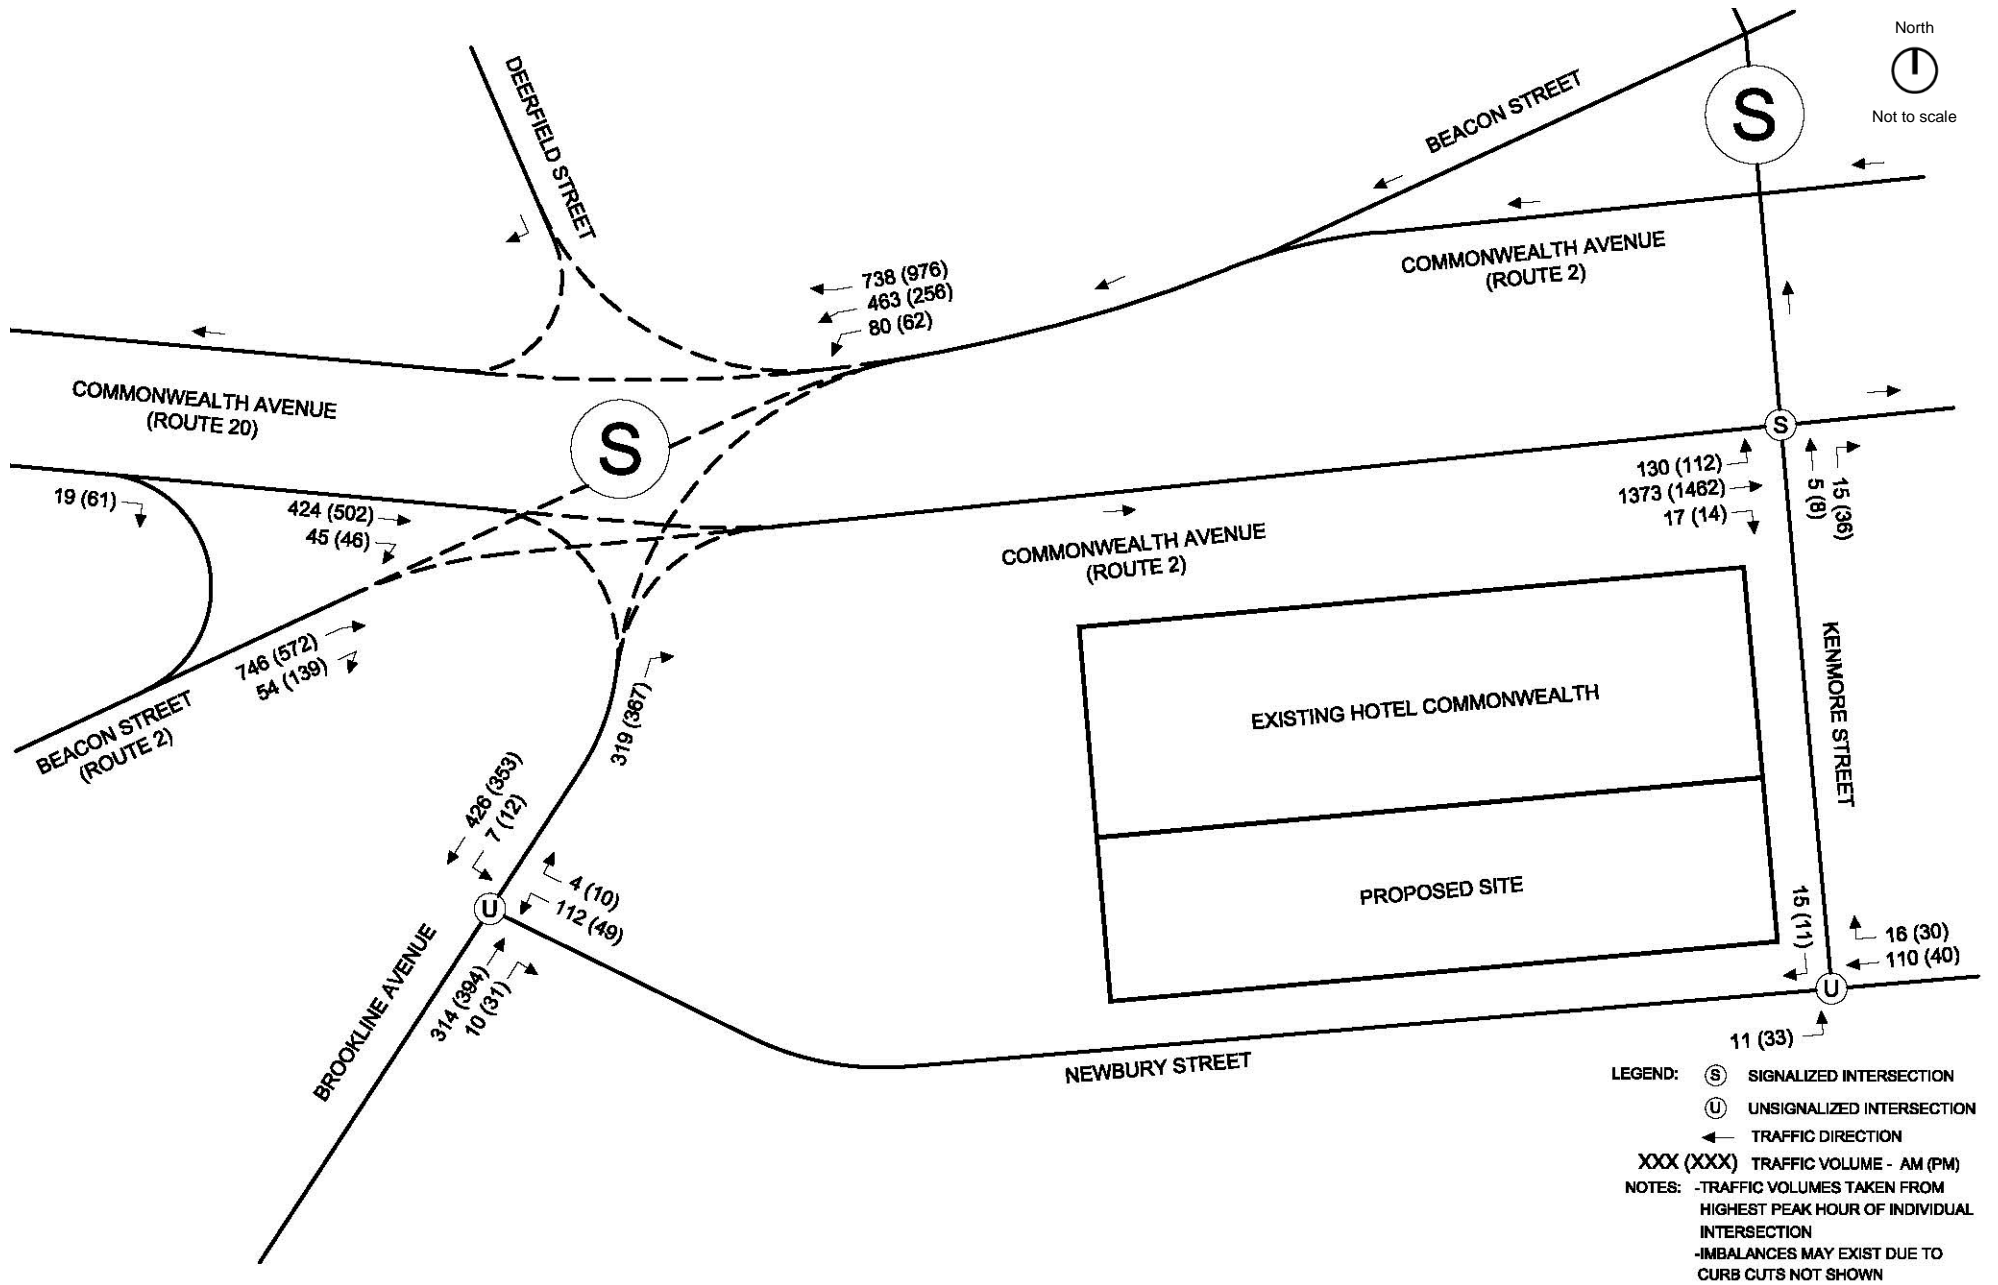 North
Not to scale
DEERFIELD STREET
BEACON STREET
S
COMMONWEALTH AVENUE
(ROUTE 2)
738 (976)
463 (256)
80 (62)
COMMONWEALTH AVENUE
(ROUTE 20)
S
S
19 (61)
424 (502)
45 (46)
130 (112)
1373 (1462)
17 (14)
5 (8)
15 (36)
COMMONWEALTH AVENUE
(ROUTE 2)
746 (572)
54 (139)
BEACON STREET
(ROUTE 2)
319 (367)
EXISTING HOTEL COMMONWEALTH
KENMORE STREET
426 (353)
7 (12)
4 (10)
112 (49)
U
PROPOSED SITE
15 (11)
16 (30)
110 (40)
U
BROOKLINE AVENUE
314 (394)
10 (31)
11 (33)
NEWBURY STREET
LEGEND:
S SIGNALIZED INTERSECTION
U UNSIGNALIZED INTERSECTION
TRAFFIC DIRECTION
XXX (XXX) TRAFFIC VOLUME - AM (PM)
NOTES: -TRAFFIC VOLUMES TAKEN FROM
HIGHEST PEAK HOUR OF INDIVIDUAL
INTERSECTION
-IMBALANCES MAY EXIST DUE TO
CURB CUTS NOT SHOWN